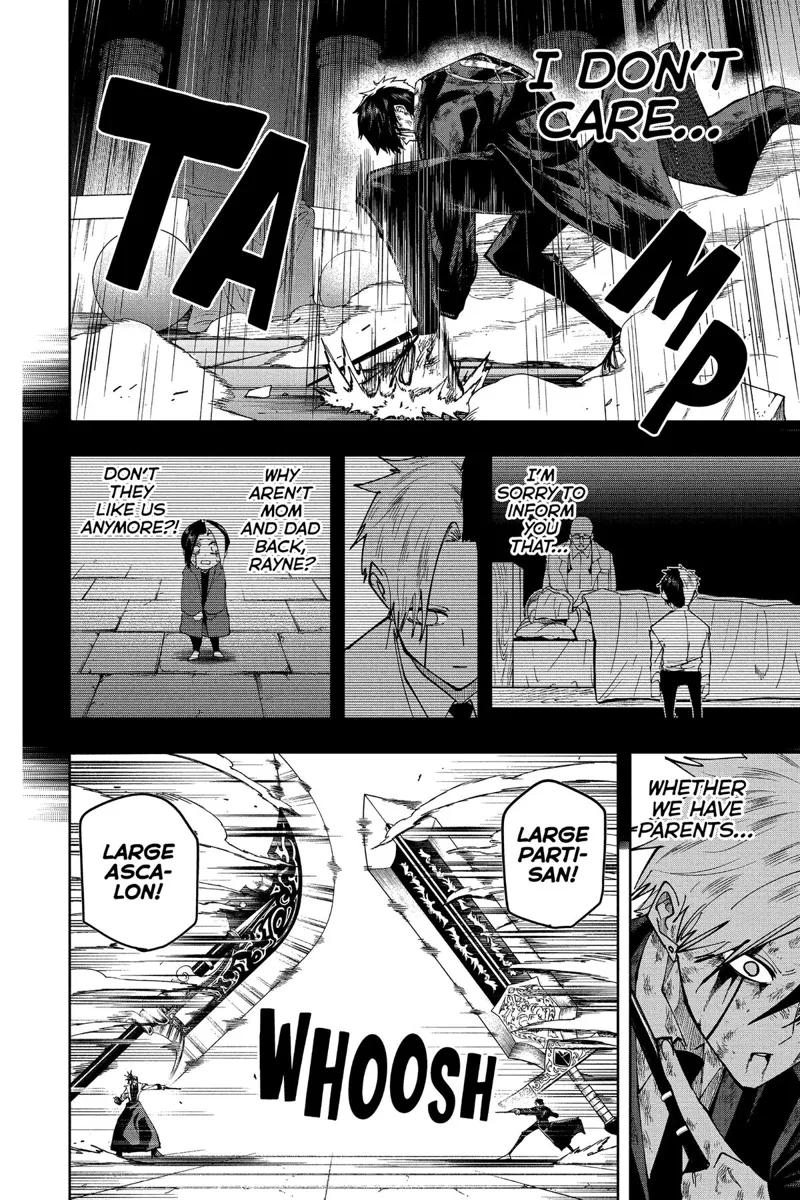 I DON'T
CARE...
TA
MP
I'M
SORRY TO
INFORM
YOU
THAT...
WHY
AREN'T
MOM
AND DAD
BACK,
RAYNE?
DON'T
THEY
LIKE US
ANYMORE?!
WHETHER
WE HAVE
PARENTS...
LARGE
PARTI-
SAN!
LARGE
ASCA-
LON!
WHOOSH